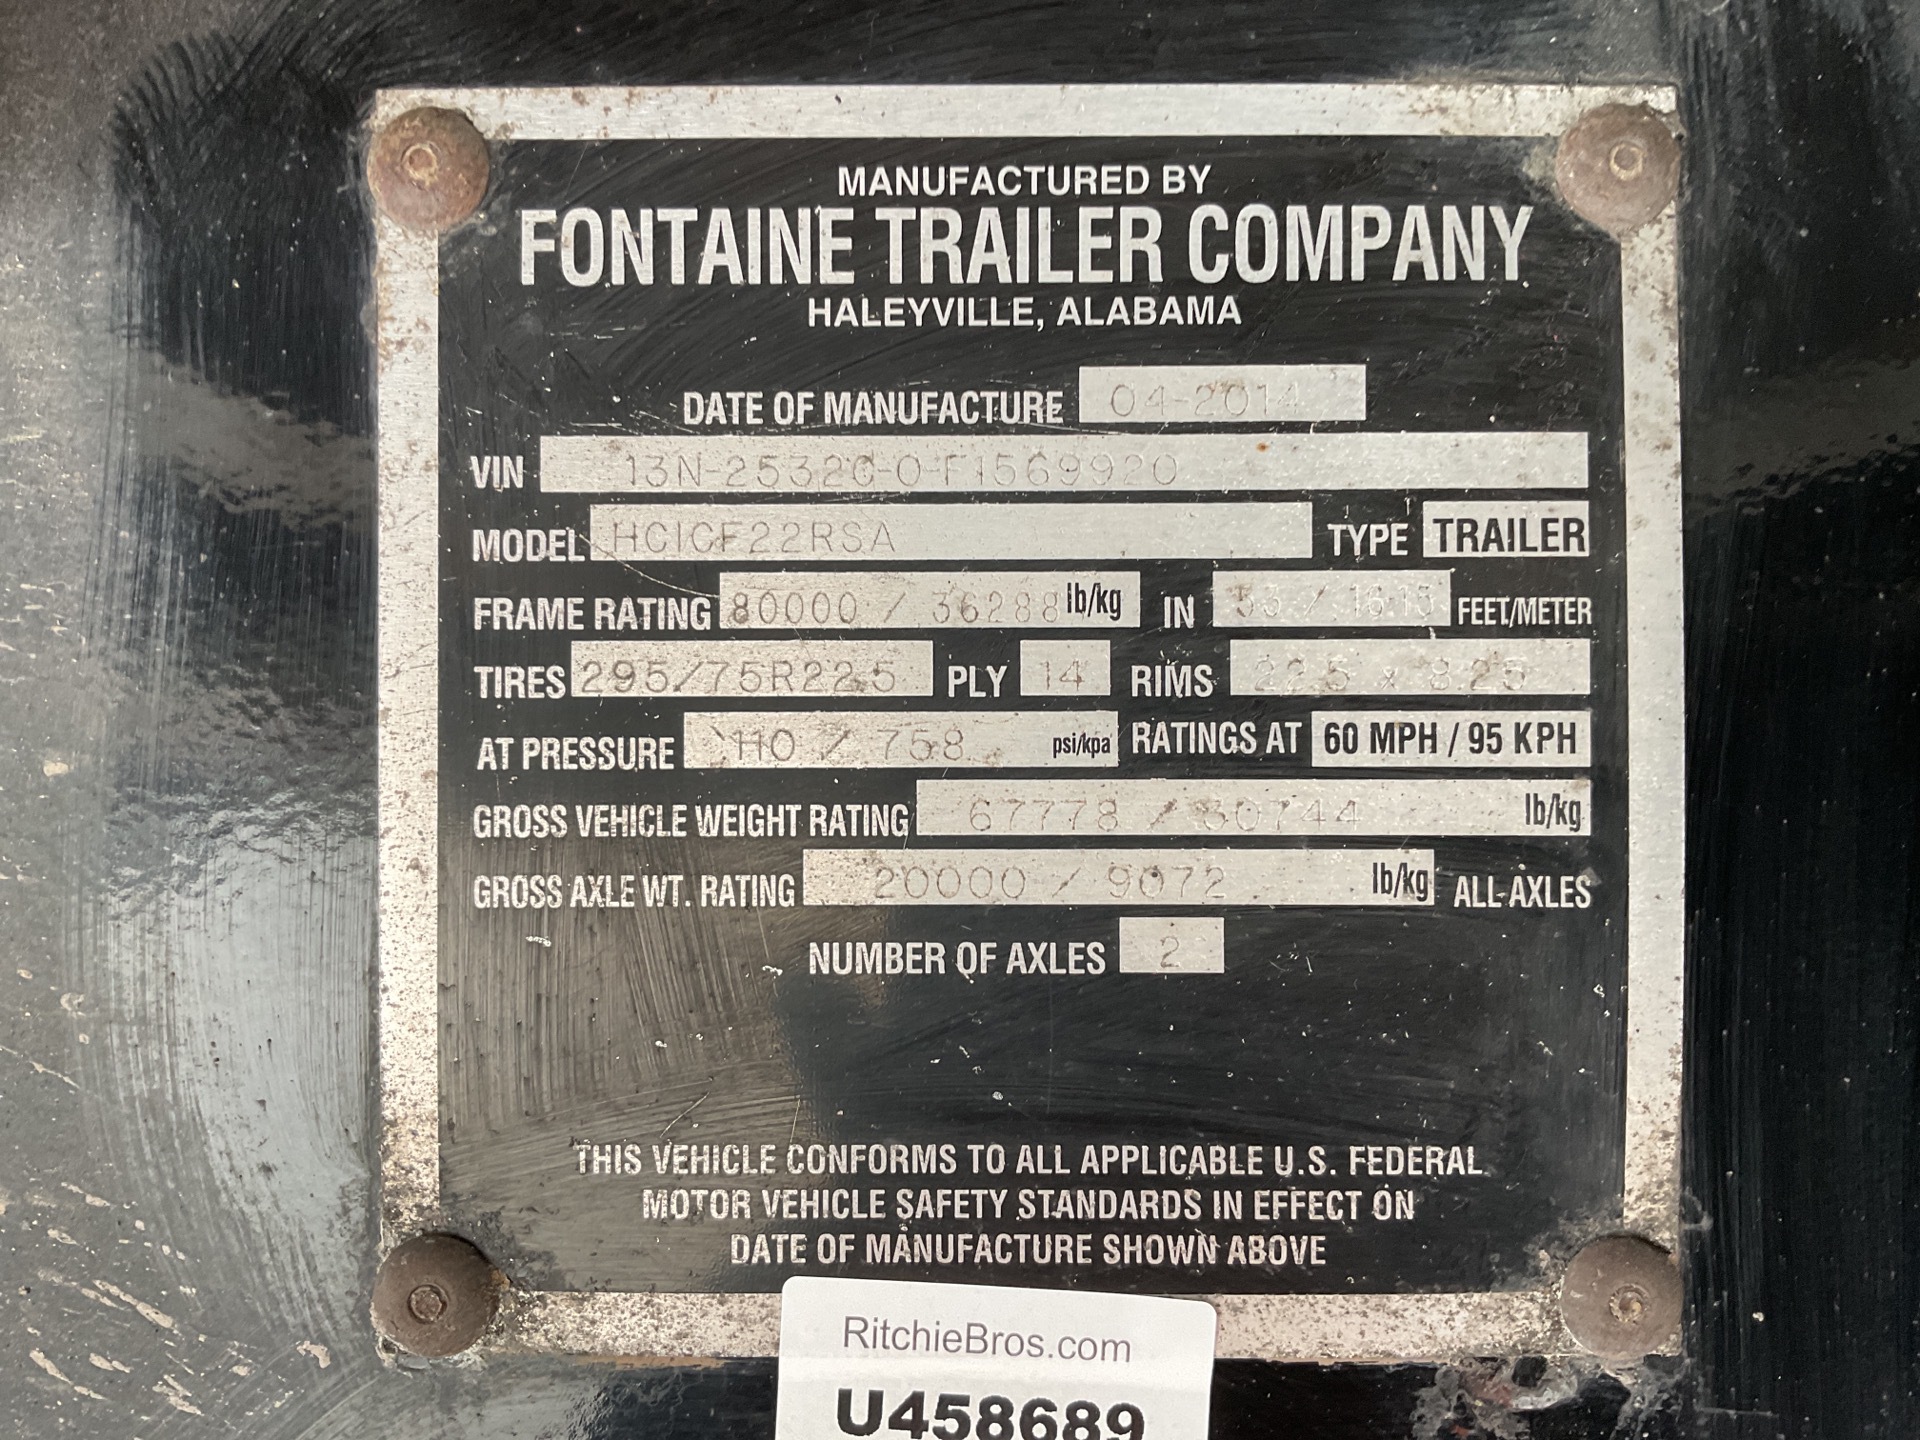 MANUFACTURED BY
FONTAINE TRAILER COMPANY
HALEYVILLE, ALABAMA
DATE OF MANUFACTURE 04-2014
VIN 13N-2532C-0-F1569920
MODEL HCICF22RSA TYPE TRAILER
FRAME RATING 80000 / 36288 lb/kg IN 53 / 16.15 FEET/METER
TIRES 295/75R22.5 PLY 14 RIMS 22.5 x 8.25
AT PRESSURE 110 / 758 psi/kpa RATINGS AT 60 MPH / 95 KPH
GROSS VEHICLE WEIGHT RATING 67778 / 30744 lb/kg
GROSS AXLE WT. RATING 20000 / 9072 lb/kg ALL AXLES
NUMBER OF AXLES 2
THIS VEHICLE CONFORMS TO ALL APPLICABLE U.S. FEDERAL
MOTOR VEHICLE SAFETY STANDARDS IN EFFECT ON
DATE OF MANUFACTURE SHOWN ABOVE
RitchieBros.com
U458689